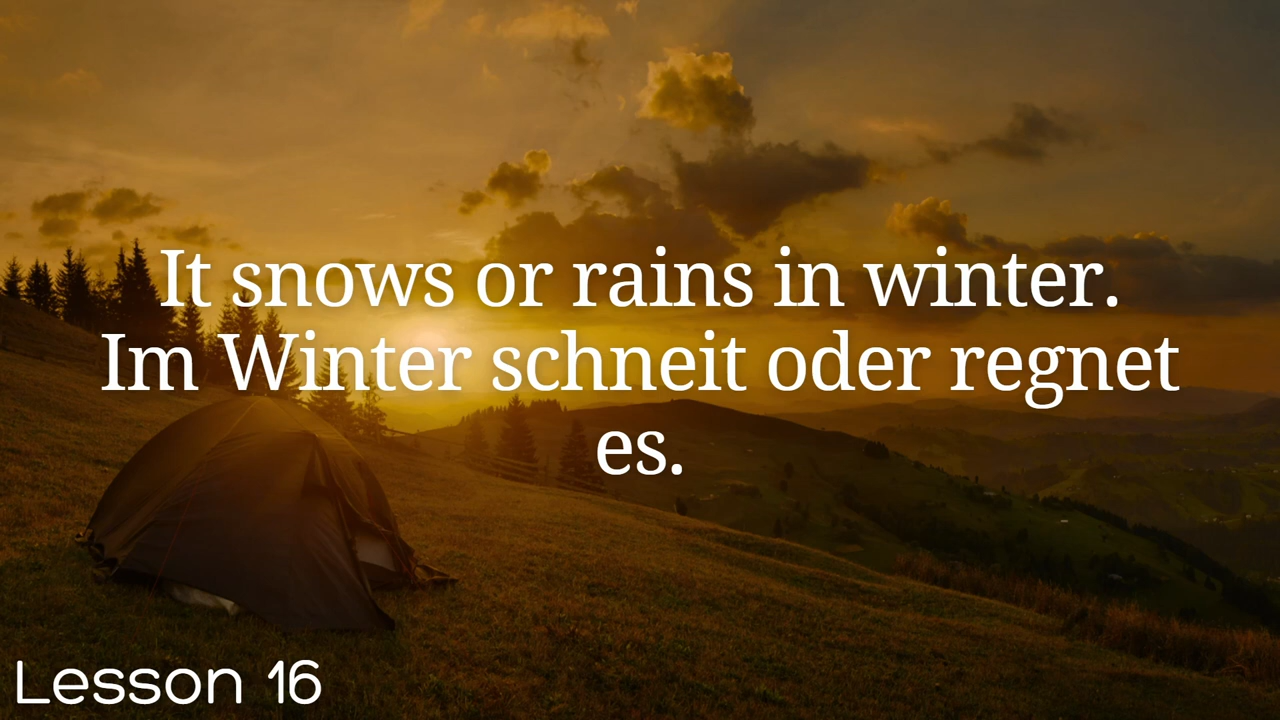 It snows or rains in winter.
Im Winter schneit oder regnet
es.
Lesson 16